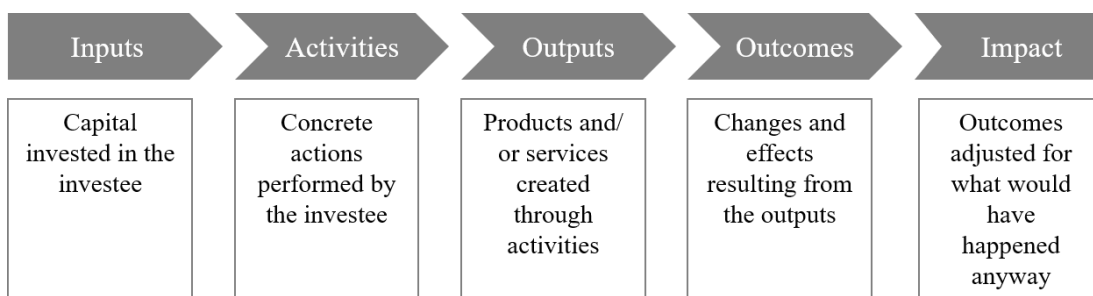 Inputs
Activities
Outputs
Outcomes
Impact
Capital
invested in the
investee
Concrete
actions
performed by
the investee
Products and/
or services
created
through
activities
Changes and
effects
resulting from
the outputs
Outcomes
adjusted for
what would
have
happened
anyway